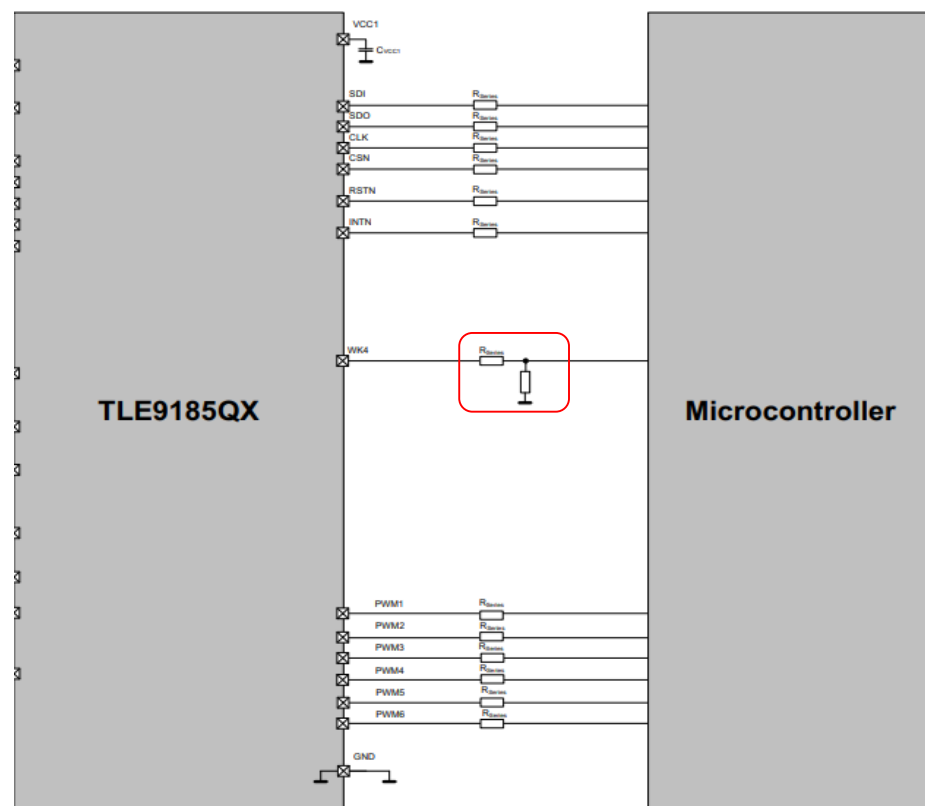 VCC1
CVCC1
SDI
RSeries
SDO
RSeries
CLK
RSeries
CSN
RSeries
RSTN
RSeries
INTN
RSeries
WK4
RSeries
TLE9185QX
Microcontroller
PWM1
RSeries
PWM2
RSeries
PWM3
RSeries
PWM4
RSeries
PWM5
RSeries
PWM6
RSeries
GND